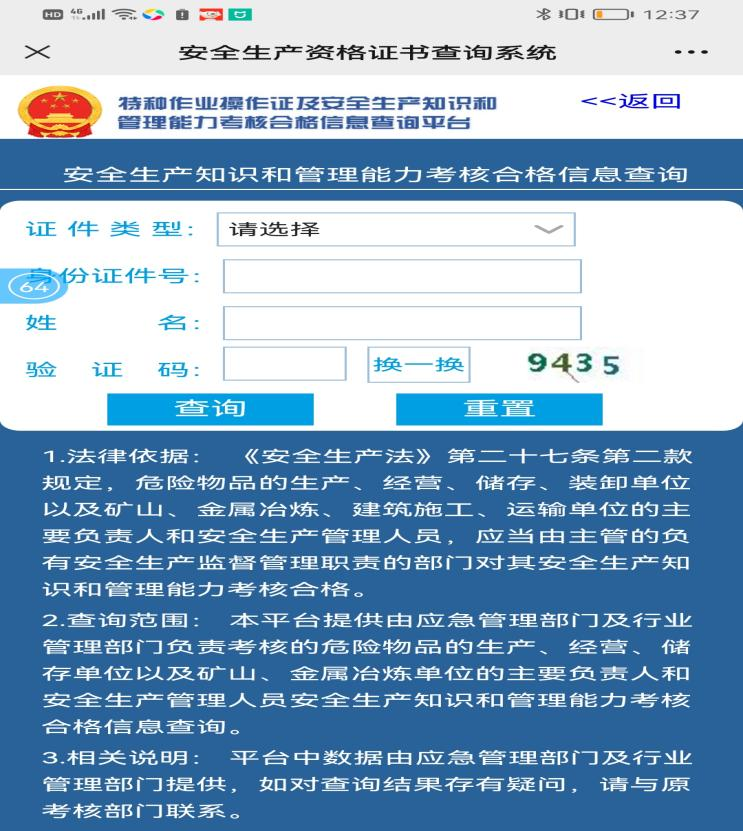 HD 4G 12:37
安全生产资格证书查询系统
特种作业操作证及安全生产知识和
管理能力考核合格信息查询平台
<<返回
安全生产知识和管理能力考核合格信息查询
证件类型: 请选择
身份证件号:
64
姓名:
验证码: 换一换 9435
查询 重置
1.法律依据: 《安全生产法》第二十七条第二款
规定, 危险物品的生产、经营、储存、装卸单位
以及矿山、金属冶炼、建筑施工、运输单位的主
要负责人和安全生产管理人员, 应当由主管的负
有安全生产监督管理职责的部门对其安全生产知
识和管理能力考核合格。
2.查询范围: 本平台提供由应急管理部门及行业
管理部门负责考核的危险物品的生产、经营、储
存单位以及矿山、金属冶炼单位的主要负责人和
安全生产管理人员安全生产知识和管理能力考核
合格信息查询。
3.相关说明: 平台中数据由应急管理部门及行业
管理部门提供, 如对查询结果存有疑问, 请与原
考核部门联系。